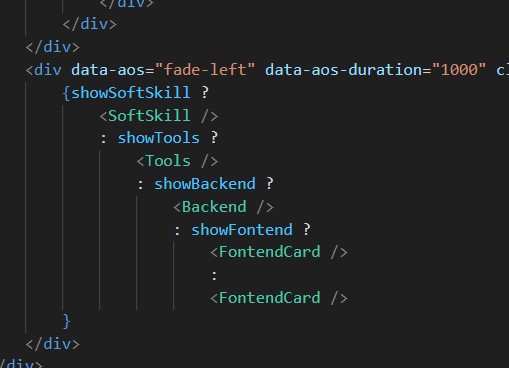 </div>
</div>
</div>
<div data-aos="fade-left" data-aos-duration="1000" cl
{showSoftSkill ?
<SoftSkill />
: showTools ?
<Tools />
: showBackend ?
<Backend />
: showFontend ?
<FontendCard />
:
<FontendCard />
}
</div>
/div>